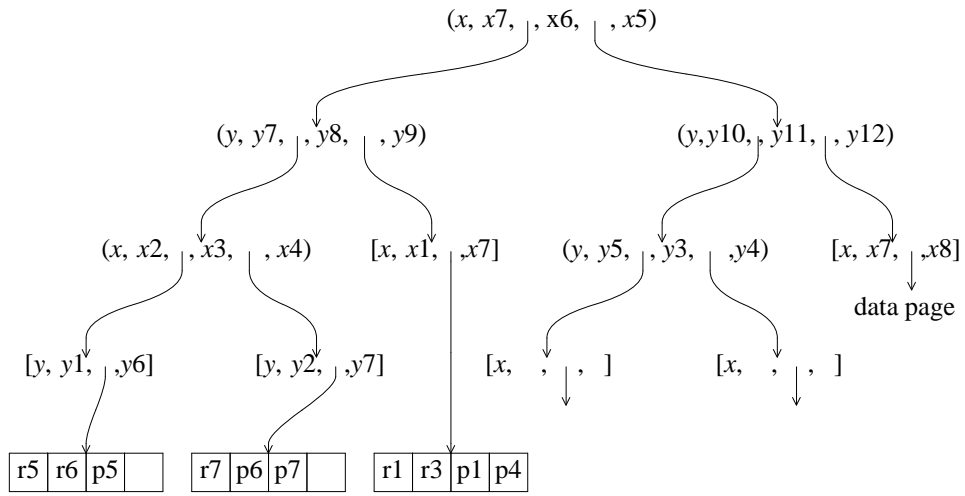 (x, x7, , x6, , x5)
(y, y7, , y8, , y9) (y,y10, , y11, , y12)
(x, x2, , x3, , x4) [x, x1, ,x7] (y, y5, , y3, ,y4) [x, x7, ,x8]
data page
[y, y1, ,y6] [y, y2, ,y7] [x, , , ] [x, , , ]
r5 r6 p5 r7 p6 p7 r1 r3 p1 p4